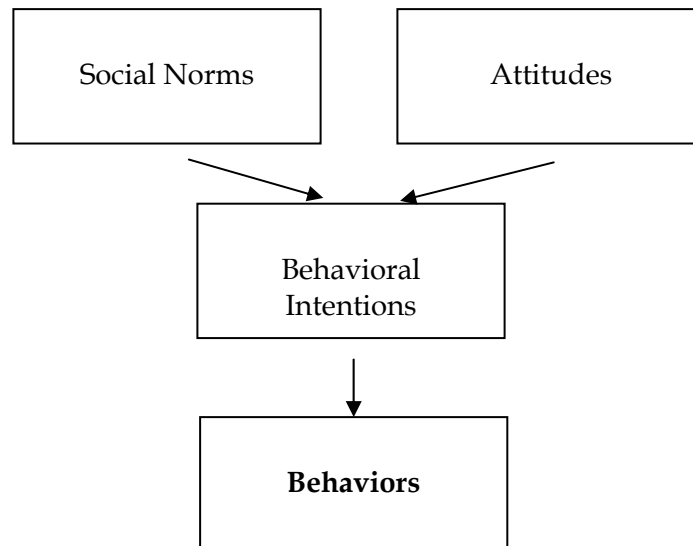 Social Norms
Attitudes
Behavioral
Intentions
Behaviors